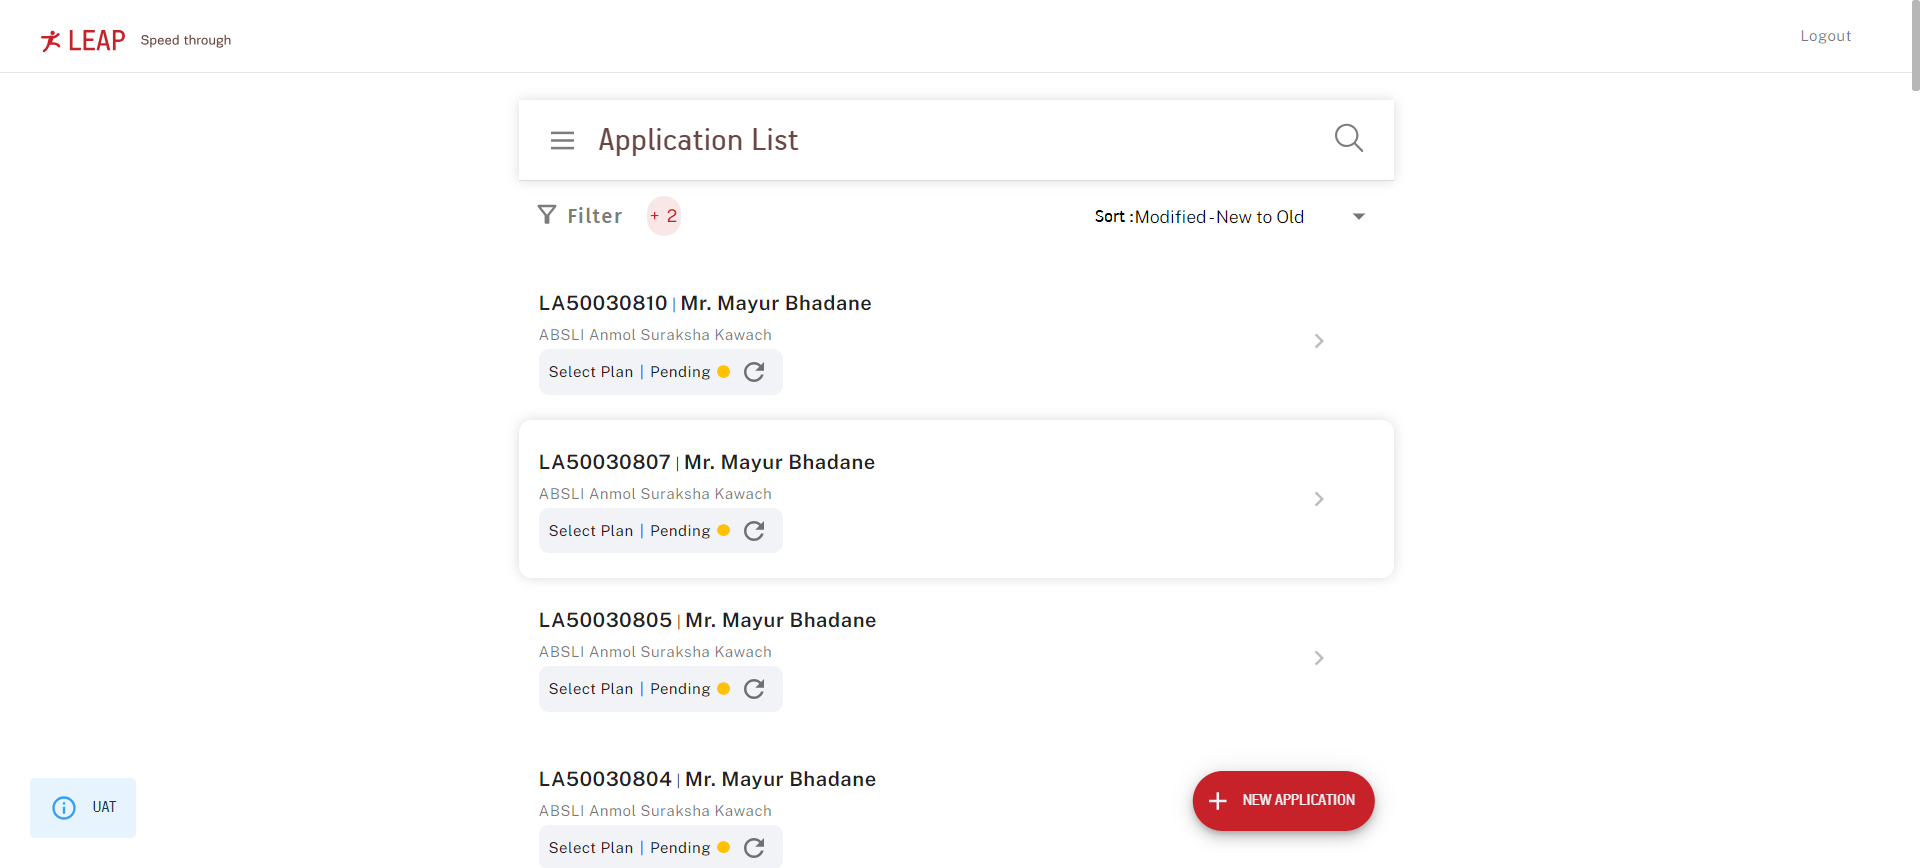 LEAP Speed through
Logout
Application List
Filter + 2
Sort :Modified - New to Old
LA50030810 | Mr. Mayur Bhadane
ABSLI Anmol Suraksha Kawach
Select Plan | Pending
LA50030807 | Mr. Mayur Bhadane
ABSLI Anmol Suraksha Kawach
Select Plan | Pending
LA50030805 | Mr. Mayur Bhadane
ABSLI Anmol Suraksha Kawach
Select Plan | Pending
LA50030804 | Mr. Mayur Bhadane
ABSLI Anmol Suraksha Kawach
Select Plan | Pending
+ NEW APPLICATION
UAT